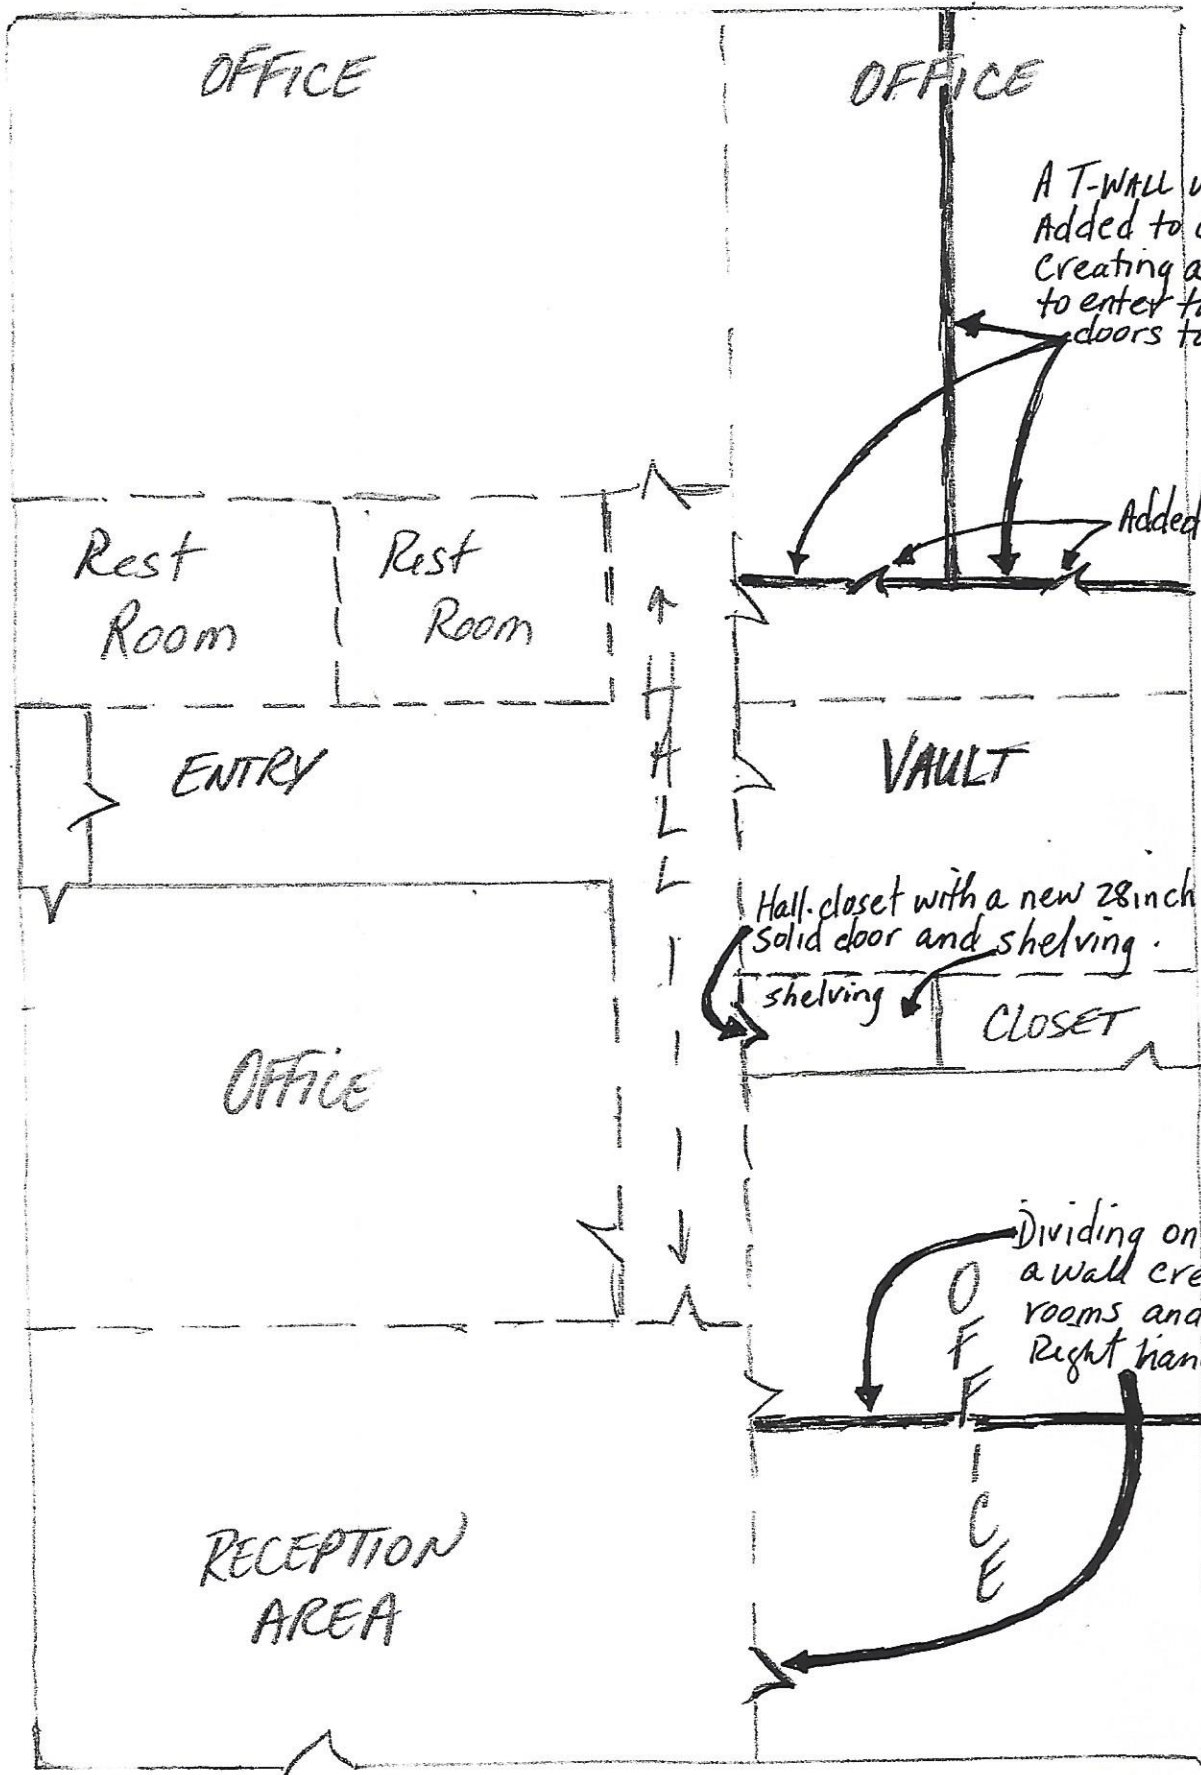 OFFICE
OFFICE
A T-WALL
Added to
Creating a
to enter
doors
Added
Rest
Room
Rest
Room
HALL
ENTRY
VAULT
Hall closet with a new 28inch
solid door and shelving.
shelving
CLOSET
OFFICE
Dividing on
a wall
rooms and
Right
OFFICE
RECEPTION
AREA